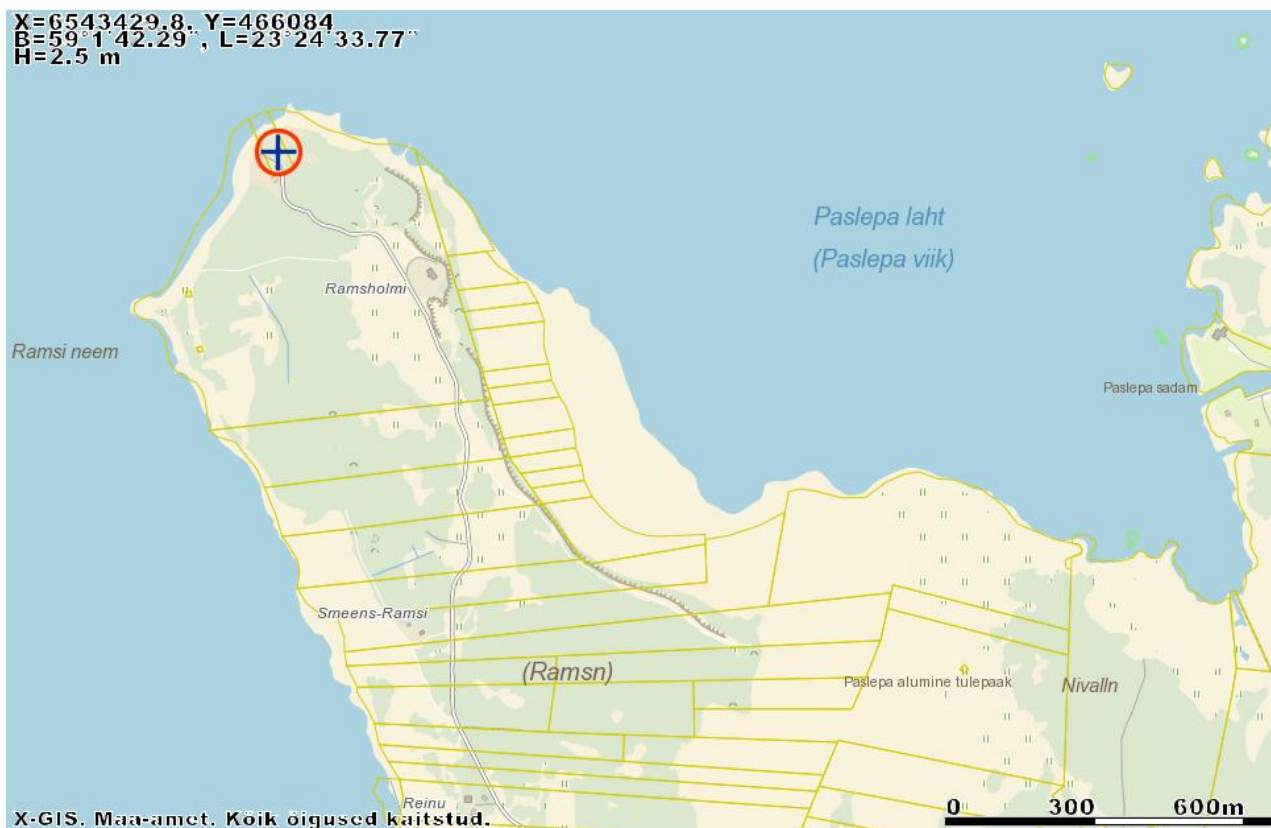 X=6543429.8, Y=466084
B=59°1'42.29", L=23°24'33.77"
H=2.5 m
Paslepa laht
(Paslepa viik)
Ramsholmi
Ramsi neem
Paslepa sadam
Smeens-Ramsi
(Ramsn)
Paslepa alumine tulepaak
Nivalln
Reinu
X-GIS. Maa-amet. Kõik õigused kaitstud.
0 300 600m